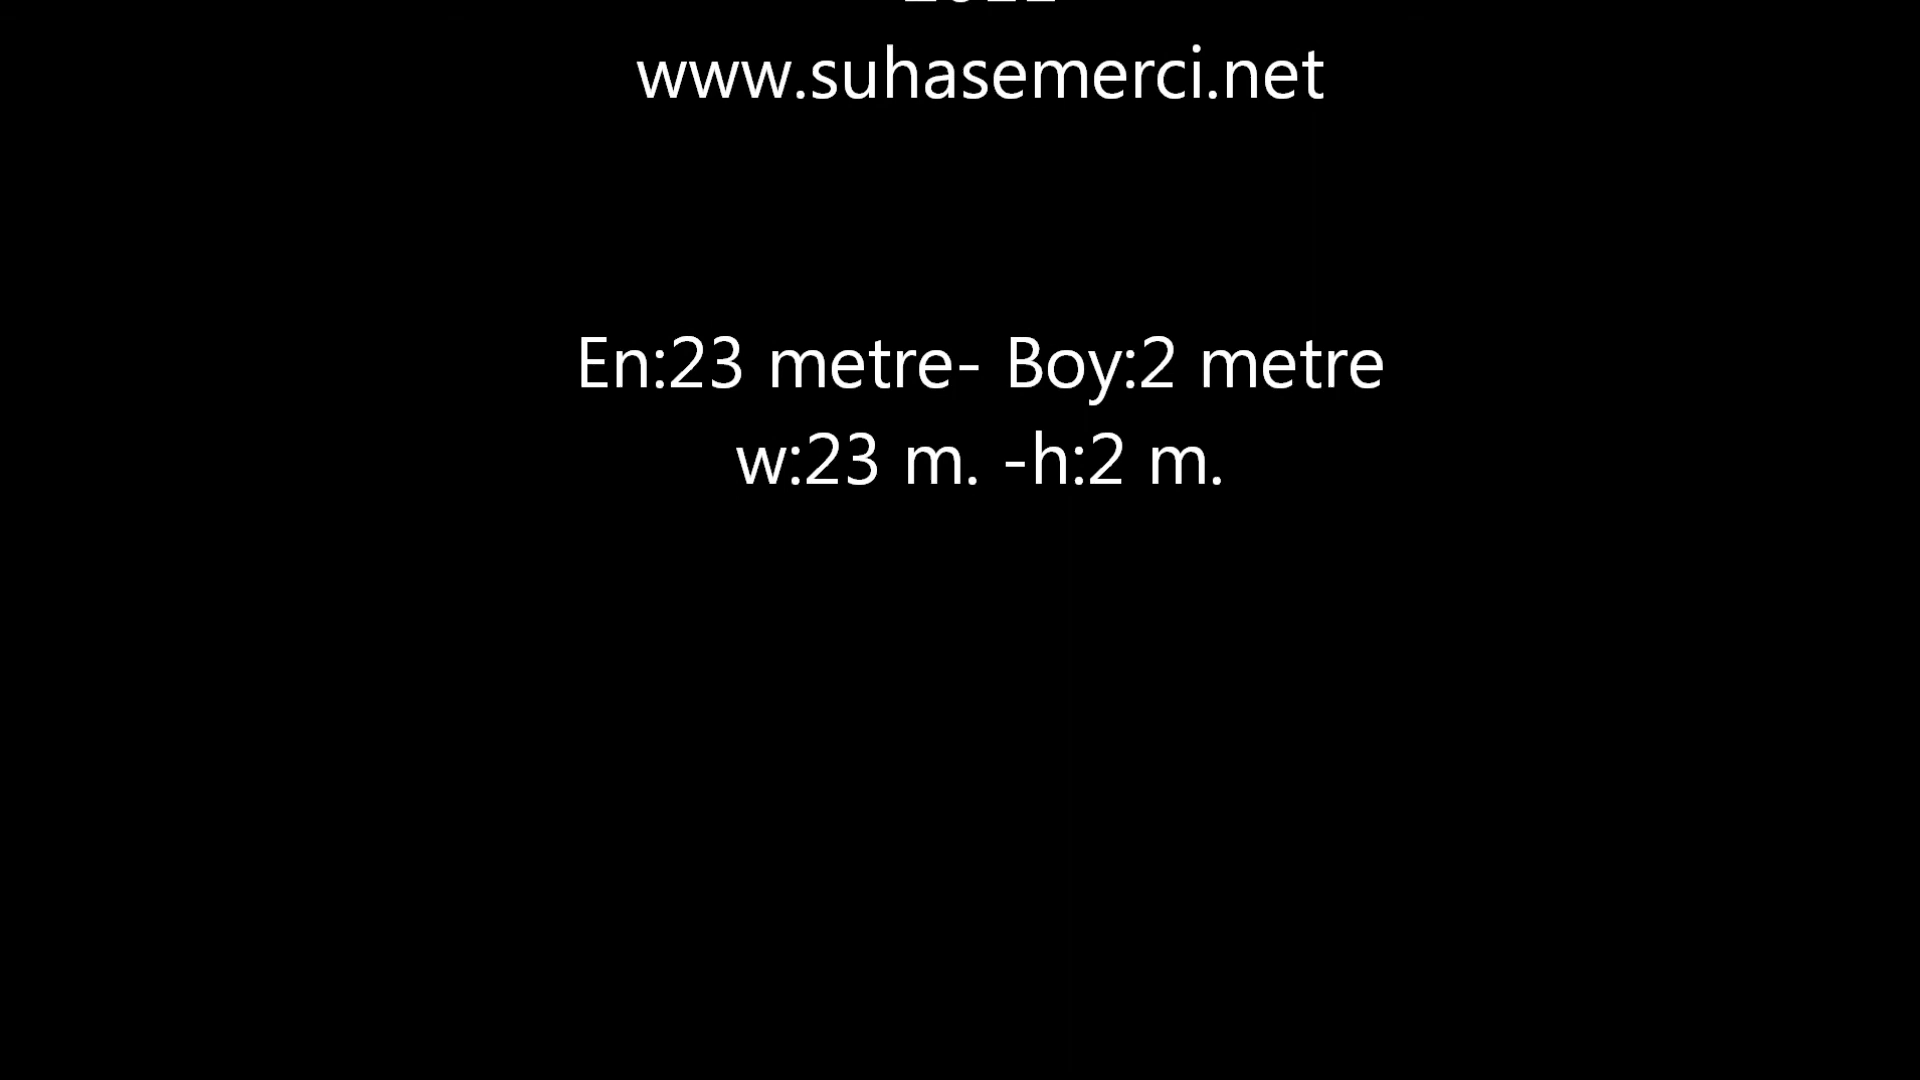 www.suhasemerci.net
En:23 metre- Boy:2 metre
w:23 m. -h:2 m.